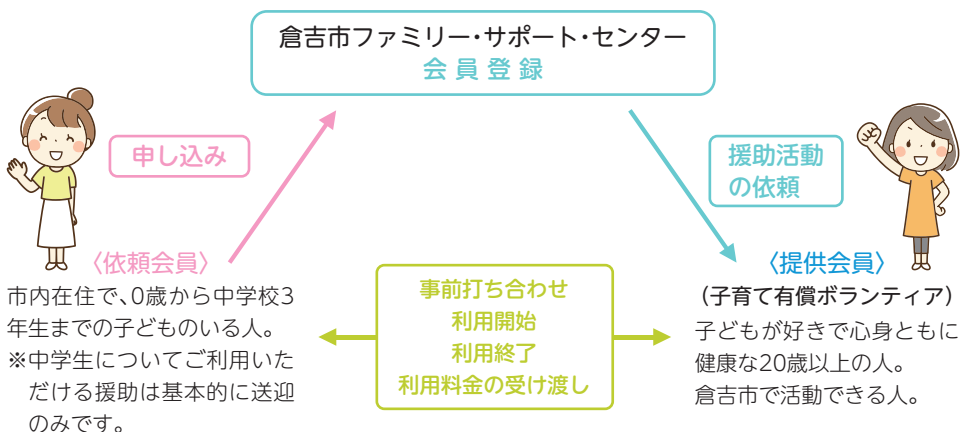 倉吉市ファミリー・サポート・センター
会員登録
申し込み
援助活動
の依頼
〈依頼会員〉
市内在住で、0歳から中学校3
年生までの子どものいる人。
※中学生についてご利用いた
だける援助は基本的に送迎
のみです。
事前打ち合わせ
利用開始
利用終了
利用料金の受け渡し
〈提供会員〉
(子育て有償ボランティア)
子どもが好きで心身ともに
健康な20歳以上の人。
倉吉市で活動できる人。